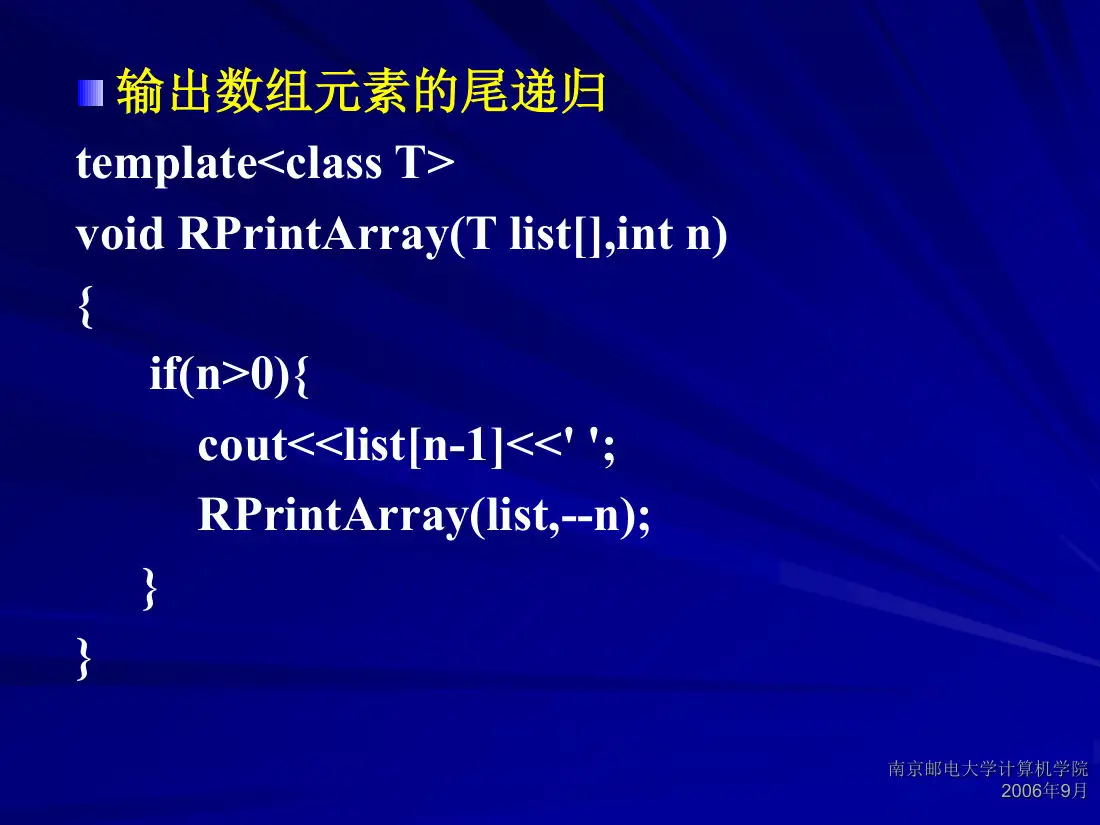 输出数组元素的尾递归
template<class T>
void RPrintArray(T list[],int n)
{
if(n>0){
cout<<list[n-1]<<' ';
RPrintArray(list,--n);
}
}
南京邮电大学计算机学院
2006年9月